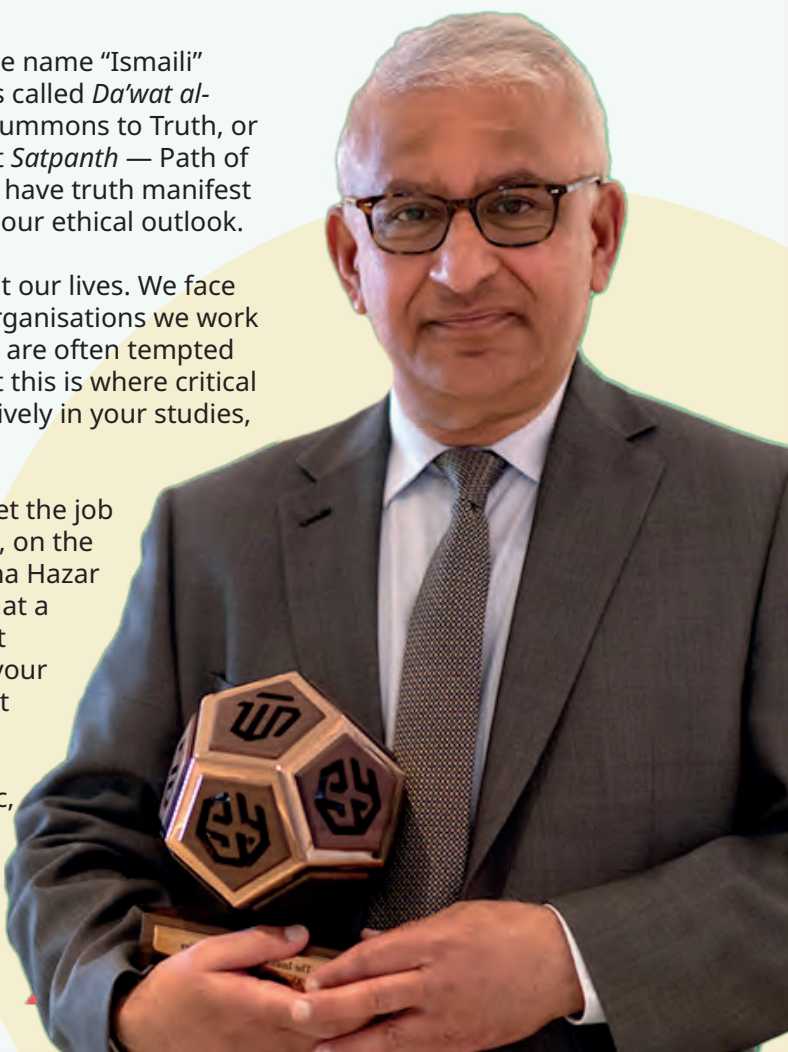 e name “Ismaili”
s called Da’wat al-
ummons to Truth, or
t Satpanth — Path of
have truth manifest
our ethical outlook.
t our lives. We face
rganisations we work
are often tempted
t this is where critical
ively in your studies,
et the job
, on the
na Hazar
at a
t
your
t
c,